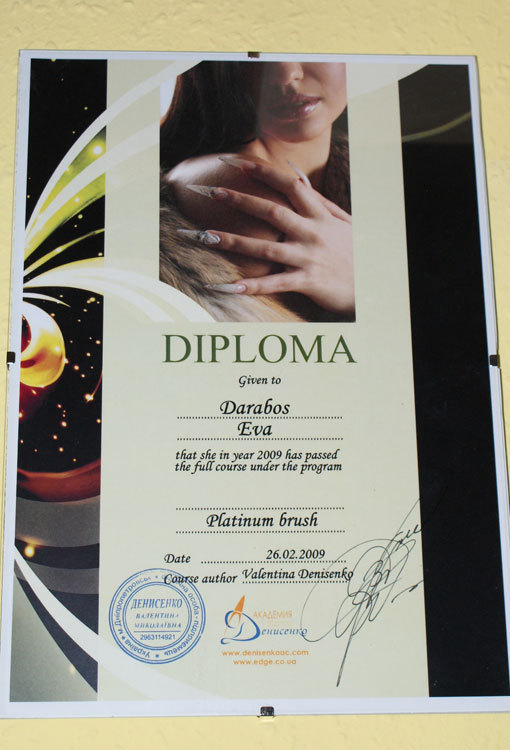 DIPLOMA
Given to
Darabos
Eva
that she in year 2009 has passed
the full course under the program
Platinum brush
Date 26.02.2009
Course author Valentina Denisenko
ДЕНИСЕНКО
ВАЛЕНТИНА
МИКОЛАЇВНА
2963114921
Україна * м.Дніпропетровськ
АКАДЕМИЯ
Денисенко
www.denisenkoac.com
www.edge.co.ua